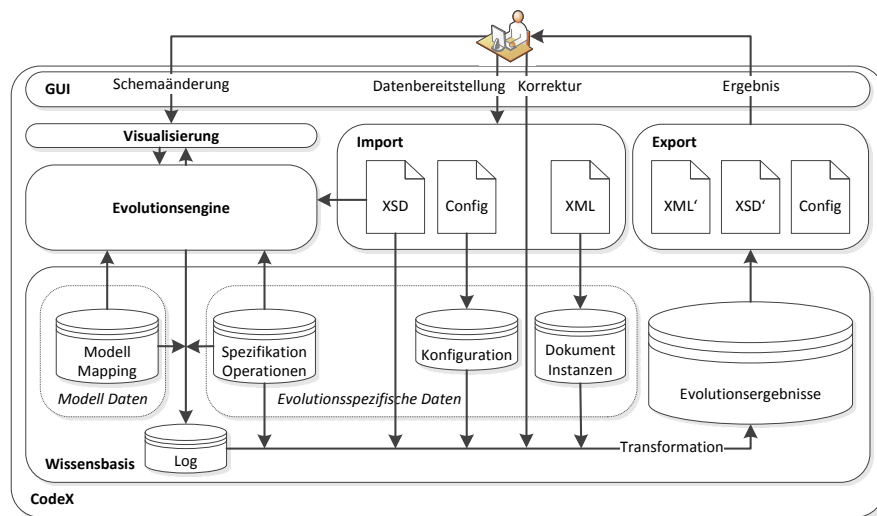 GUI
Schemaänderung
Datenbereitstellung
Korrektur
Ergebnis
Visualisierung
Evolutionsengine
Import
XSD
Config
XML
Export
XML‘
XSD‘
Config
Modell
Mapping
Modell Daten
Spezifikation
Operationen
Konfiguration
Dokument
Instanzen
Evolutionsspezifische Daten
Evolutionsergebnisse
Log
Transformation
Wissensbasis
CodeX